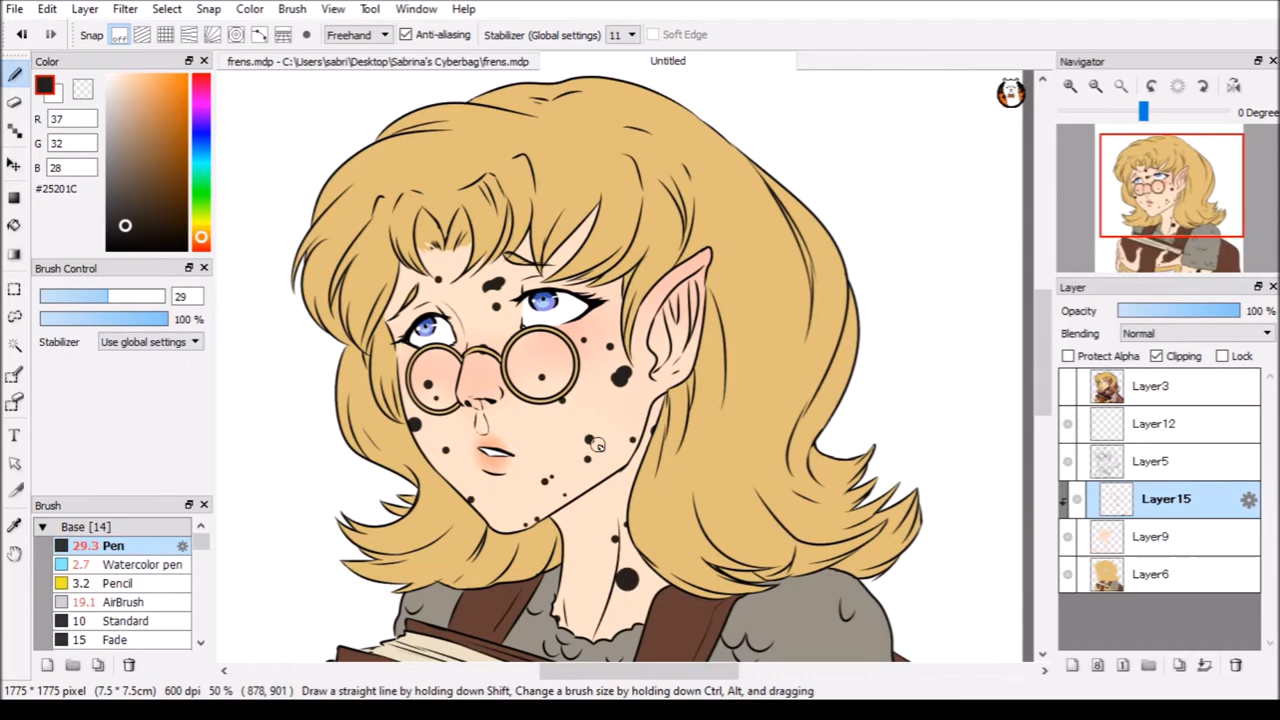 File Edit Layer Filter Select Snap Color Brush View Tool Window Help
Snap off Freehand Anti-aliasing Stabilizer (Global settings) 11 Soft Edge
Color
frens.mdp - C:\Users\sabri\Desktop\Sabrina's Cyberbag\frens.mdp
Untitled
Navigator
R 37
G 32
B 28
#25201C
0 Degree
Brush Control
29
100 %
Stabilizer Use global settings
Layer
Opacity 100 %
Blending Normal
Protect Alpha Clipping Lock
Layer3
Layer12
Layer5
Layer15
Layer9
Layer6
Brush
Base [14]
29.3 Pen
2.7 Watercolor pen
3.2 Pencil
19.1 AirBrush
10 Standard
15 Fade
1775 * 1775 pixel (7.5 * 7.5cm) 600 dpi 50 % ( 878, 901 ) Draw a straight line by holding down Shift, Change a brush size by holding down Ctrl, Alt, and dragging